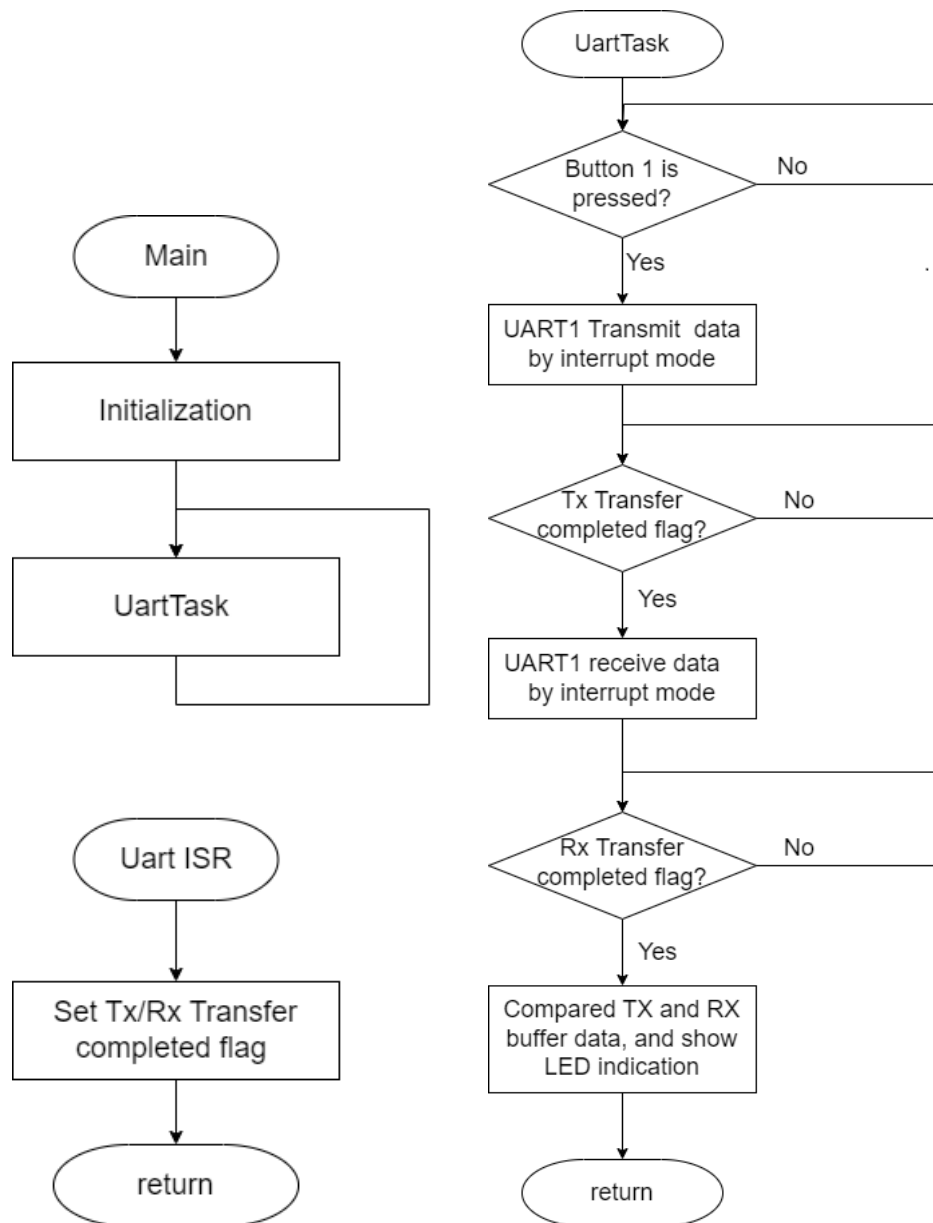 Main
Initialization
UartTask
Uart ISR
Set Tx/Rx Transfer
completed flag
return
UartTask
Button 1 is
pressed?
No
Yes
.
UART1 Transmit data
by interrupt mode
Tx Transfer
completed flag?
No
Yes
UART1 receive data
by interrupt mode
Rx Transfer
completed flag?
No
Yes
Compared TX and RX
buffer data, and show
LED indication
return